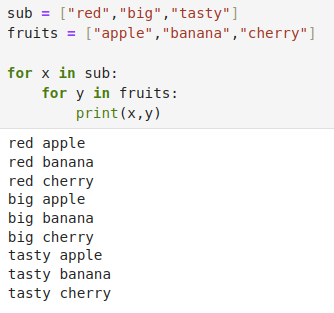 sub = ["red","big","tasty"]
fruits = ["apple","banana","cherry"]
for x in sub:
    for y in fruits:
        print(x,y)
red apple
red banana
red cherry
big apple
big banana
big cherry
tasty apple
tasty banana
tasty cherry